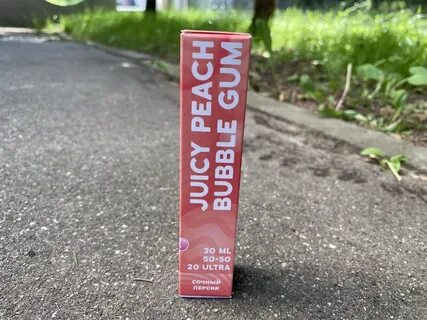 JUICY PEACH
BUBBLE GUM
30 ML
50-50
20 ULTRA
СОЧНЫЙ
ПЕРСИК